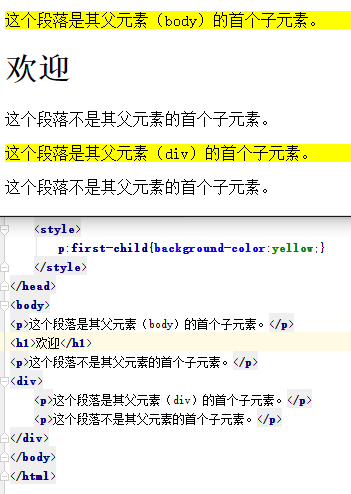 这个段落是其父元素（body）的首个子元素。
欢迎
这个段落不是其父元素的首个子元素。
这个段落是其父元素（div）的首个子元素。
这个段落不是其父元素的首个子元素。
<style>
p:first-child{background-color:yellow;}
</style>
</head>
<body>
<p>这个段落是其父元素（body）的首个子元素。</p>
<h1>欢迎</h1>
<p>这个段落不是其父元素的首个子元素。</p>
<div>
<p>这个段落是其父元素（div）的首个子元素。</p>
<p>这个段落不是其父元素的首个子元素。</p>
</div>
</body>
</html>